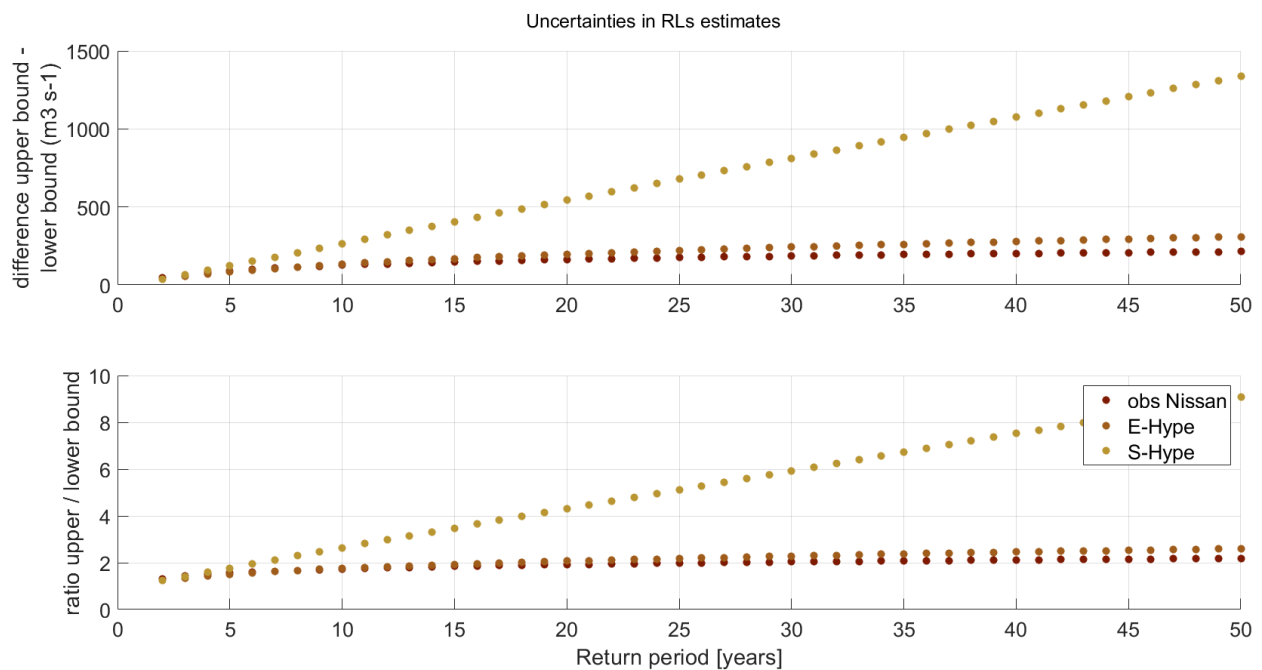 Uncertainties in RLs estimates
difference upper bound -
lower bound (m3 s-1)
1500
1000
500
0
0 5 10 15 20 25 30 35 40 45 50
ratio upper / lower bound
10
8
6
4
2
0
obs Nissan
E-Hype
S-Hype
0 5 10 15 20 25 30 35 40 45 50
Return period [years]